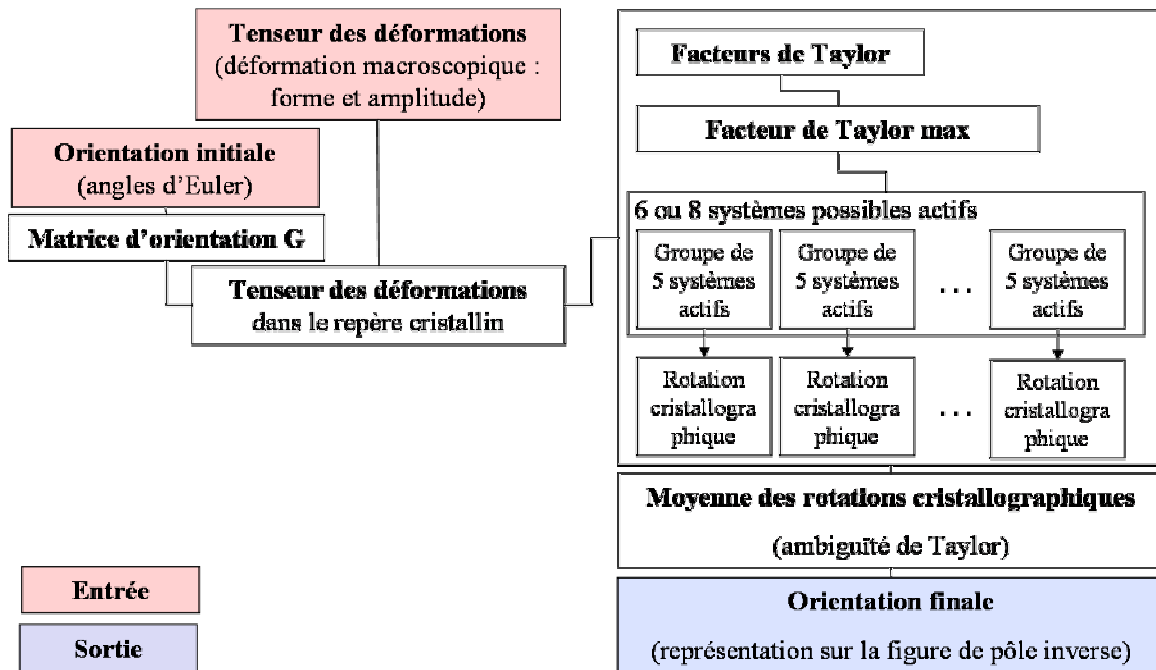 Tenseur des déformations
(déformation macroscopique :
forme et amplitude)
Orientation initiale
(angles d'Euler)
Matrice d'orientation G
Tenseur des déformations
dans le repère cristallin
Facteurs de Taylor
Facteur de Taylor max
6 ou 8 systèmes possibles actifs
Groupe de
5 systèmes
actifs
Groupe de
5 systèmes
actifs
...
Groupe de
5 systèmes
actifs
Rotation
cristallogra
phique
Rotation
cristallogra
phique
...
Rotation
cristallogra
phique
Moyenne des rotations cristallographiques
(ambiguïté de Taylor)
Orientation finale
(représentation sur la figure de pôle inverse)
Entrée
Sortie